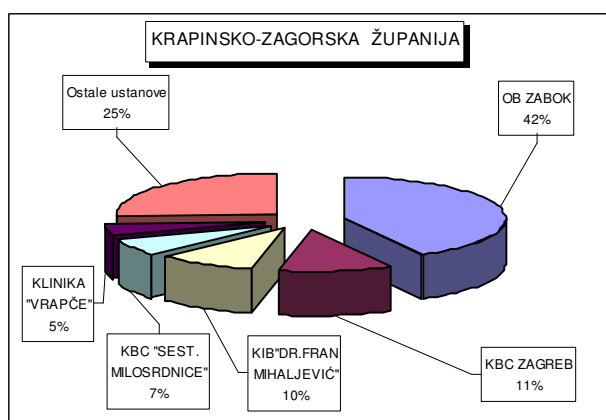 KRAPINSKO-ZAGORSKA ŽUPANIJA
Ostale ustanove
25%
OB ZABOK
42%
KLINIKA
"VRAPČE"
5%
KBC "SEST.
MILOSRDNICE"
7%
KIB"DR.FRAN
MIHALJEVIĆ"
10%
KBC ZAGREB
11%